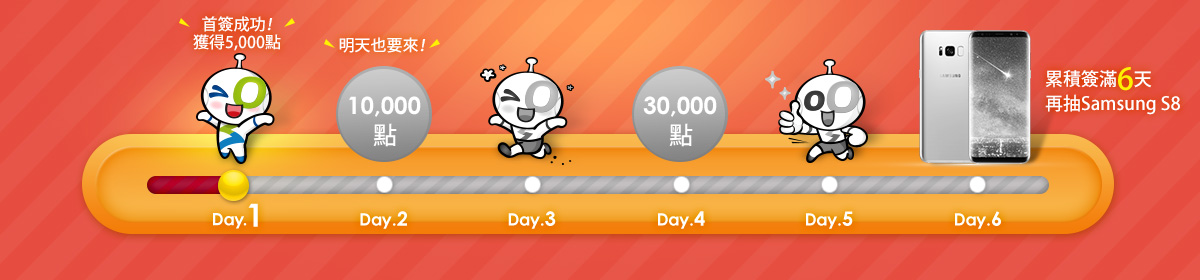 首簽成功!
獲得5,000點
明天也要來!
10,000
點
30,000
點
SAMSUNG
累積簽滿6天
再抽Samsung S8
Day.1
Day.2
Day.3
Day.4
Day.5
Day.6